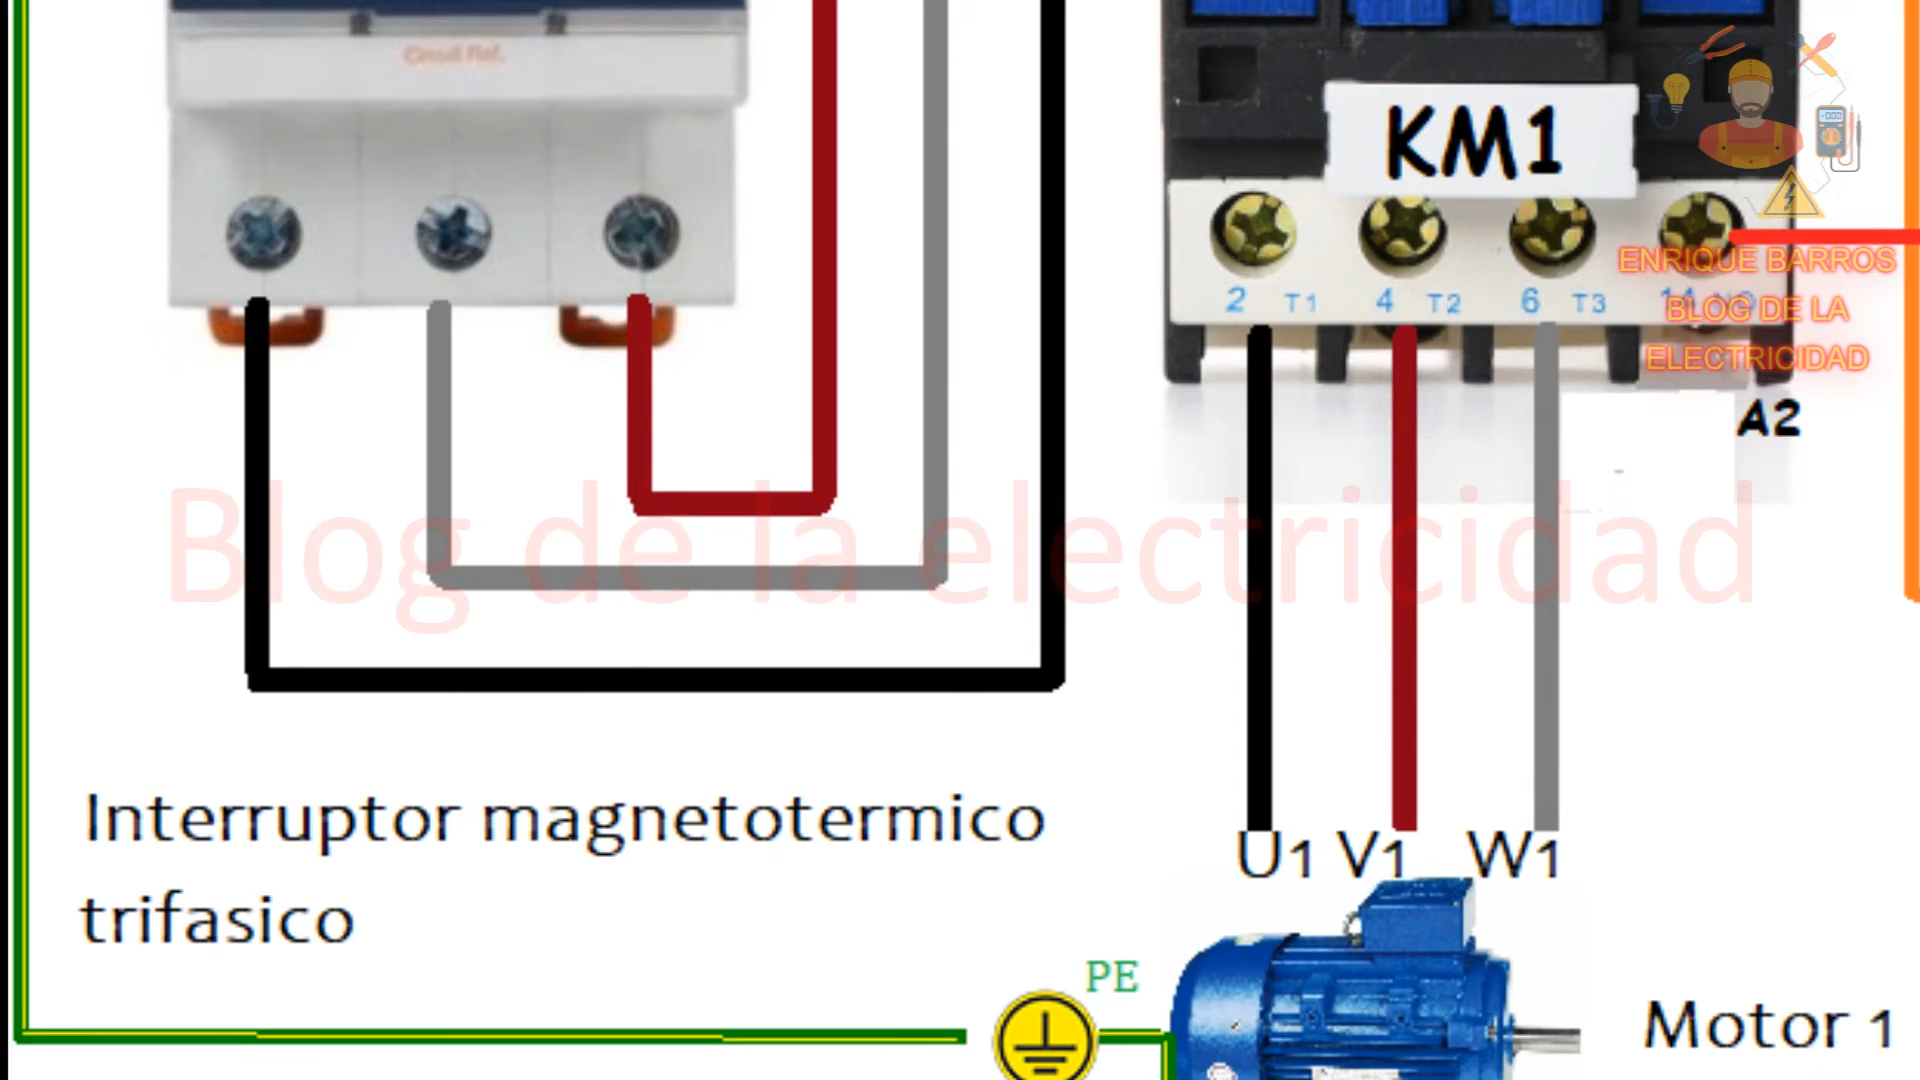 KM1
ENRIQUE BARROS
BLOG DE LA
ELECTRICIDAD
2 T1 4 T2 6 T3
A2
Blog de la electricidad
Interruptor magnetotermico
trifasico
U1 V1 W1
PE
Motor 1